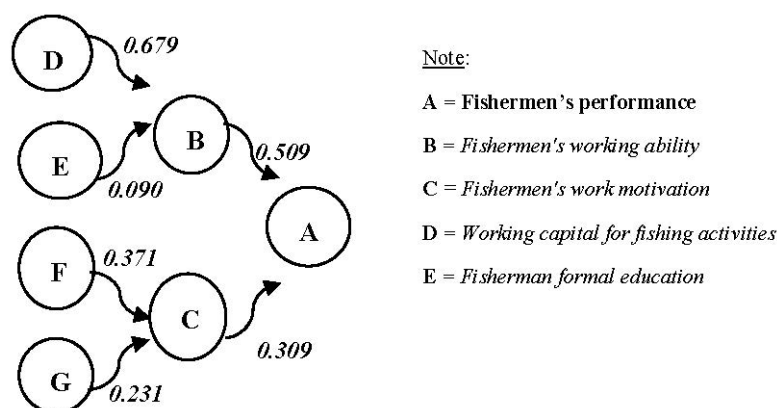 D
0.679
B
E
0.090
0.509
A
F
0.371
C
0.309
G
0.231
Note:
A = Fishermen's performance
B = Fishermen's working ability
C = Fishermen's work motivation
D = Working capital for fishing activities
E = Fisherman formal education